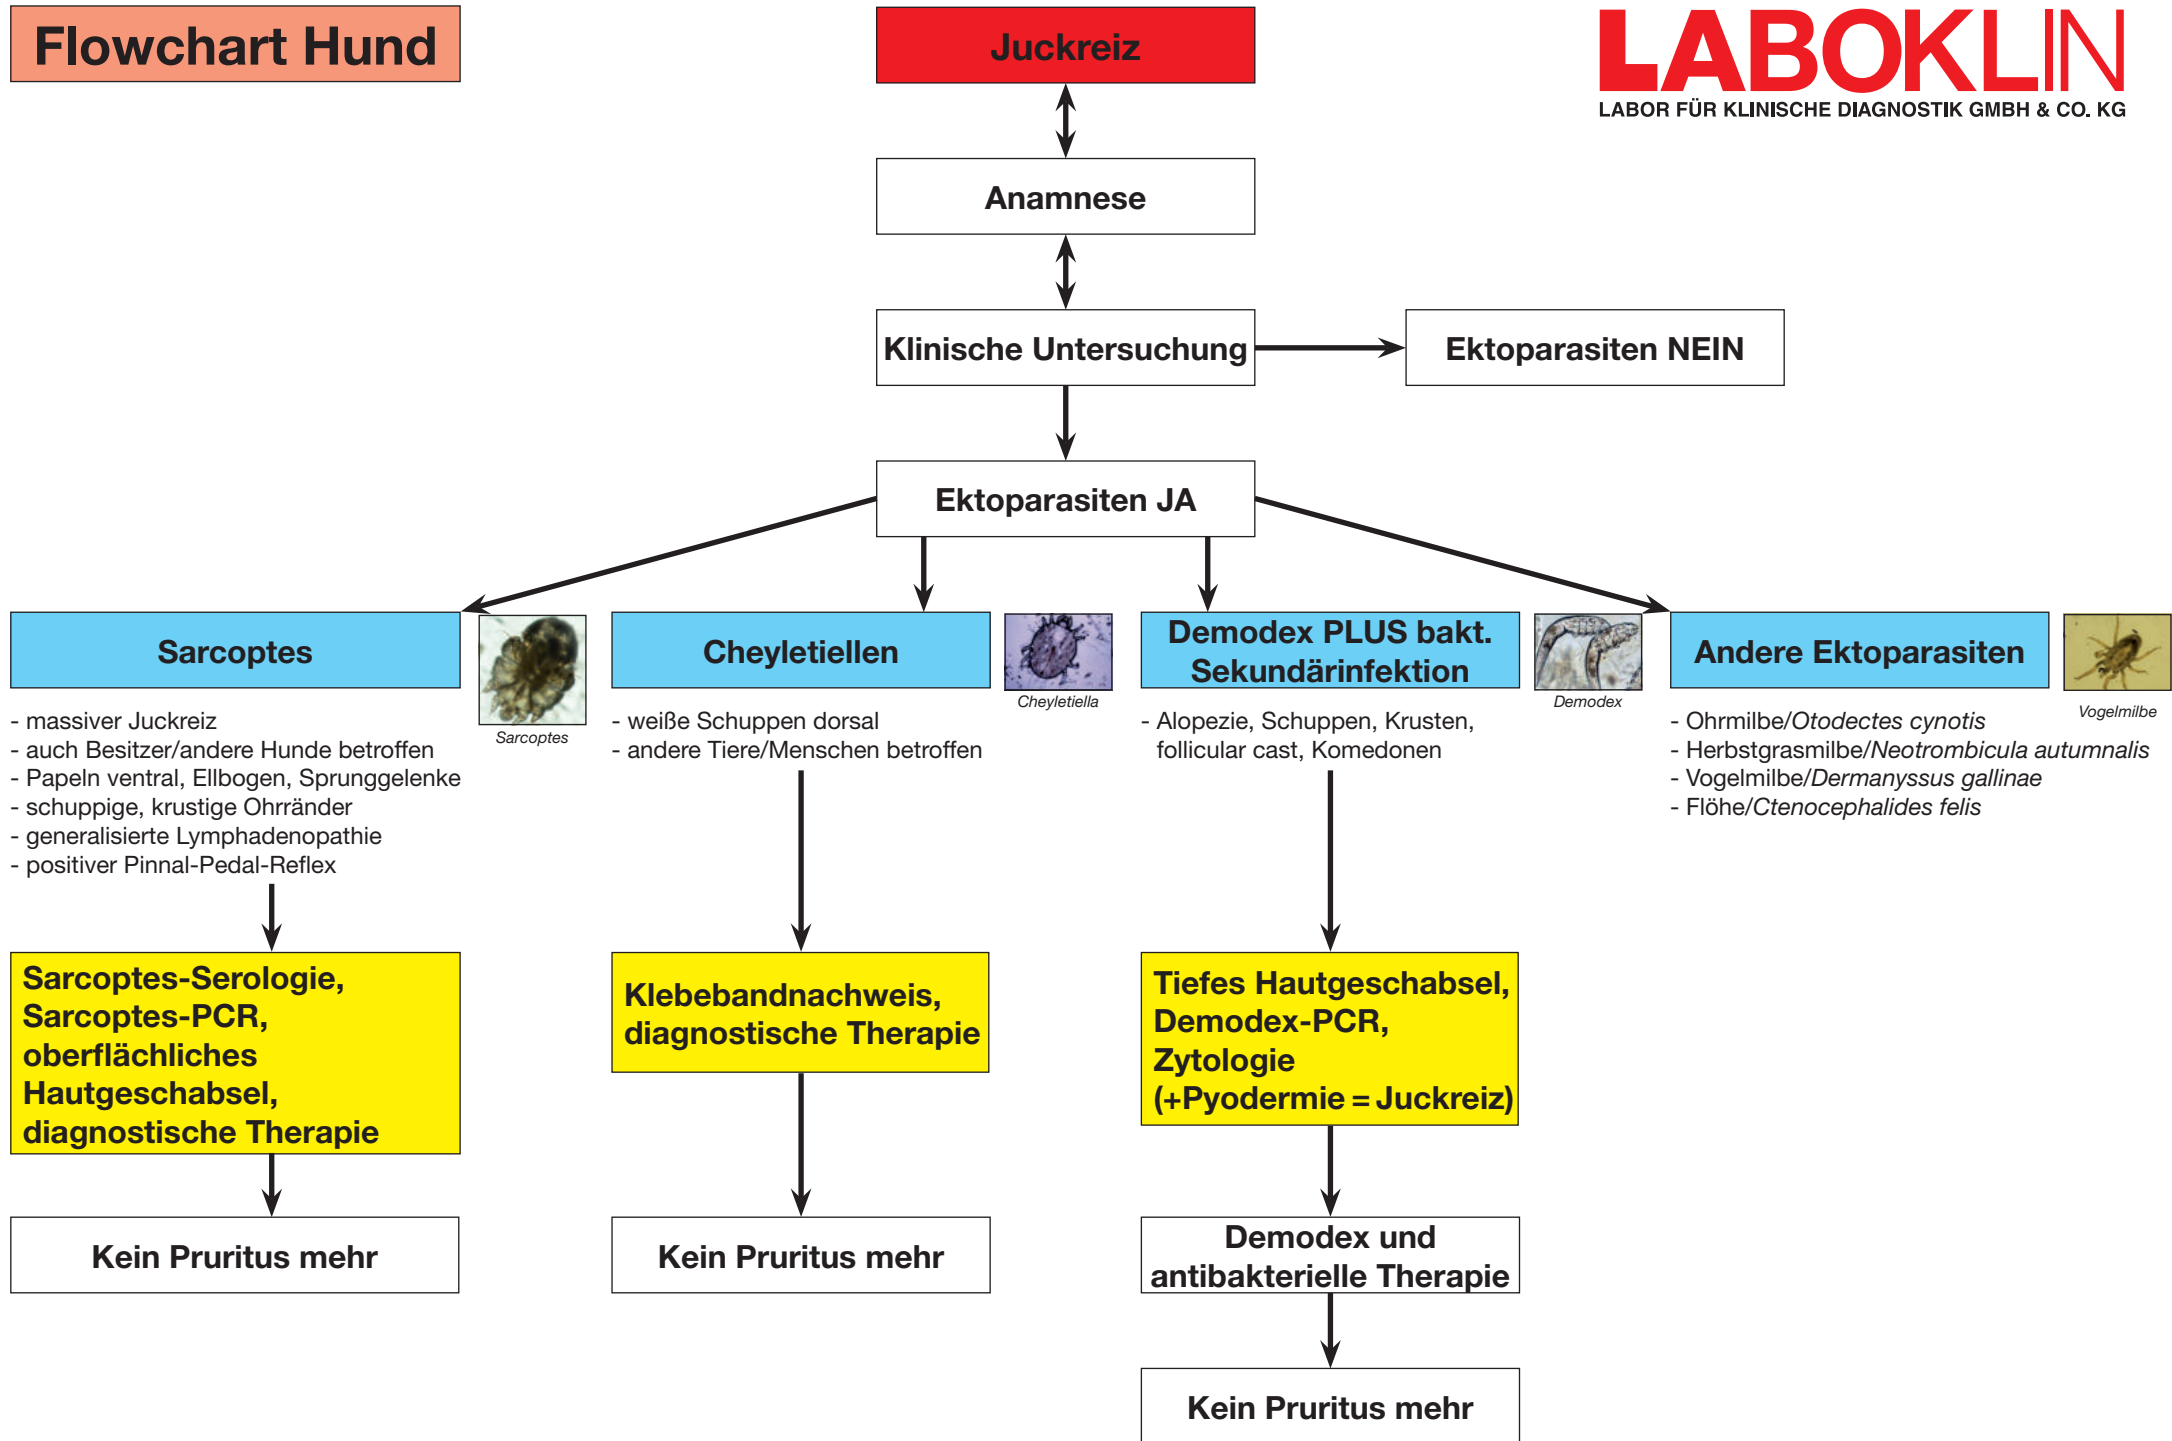 Flowchart Hund
Juckreiz
LABOKLIN
LABOR FÜR KLINISCHE DIAGNOSTIK GMBH & CO. KG
Anamnese
Klinische Untersuchung
Ektoparasiten NEIN
Ektoparasiten JA
Sarcoptes
Sarcoptes
- massiver Juckreiz
- auch Besitzer/andere Hunde betroffen
- Papeln ventral, Ellbogen, Sprunggelenke
- schuppige, krustige Ohrränder
- generalisierte Lymphadenopathie
- positiver Pinnal-Pedal-Reflex
Sarcoptes-Serologie,
Sarcoptes-PCR,
oberflächliches
Hautgeschabsel,
diagnostische Therapie
Kein Pruritus mehr
Cheyletiellen
Cheyletiella
- weiße Schuppen dorsal
- andere Tiere/Menschen betroffen
Klebebandnachweis,
diagnostische Therapie
Kein Pruritus mehr
Demodex PLUS bakt.
Sekundärinfektion
Demodex
- Alopezie, Schuppen, Krusten,
follicular cast, Komedonen
Tiefes Hautgeschabsel,
Demodex-PCR,
Zytologie
(+Pyodermie = Juckreiz)
Demodex und
antibakterielle Therapie
Kein Pruritus mehr
Andere Ektoparasiten
Vogelmilbe
- Ohrmilbe/Otodectes cynotis
- Herbstgrasmilbe/Neotrombicula autumnalis
- Vogelmilbe/Dermanyssus gallinae
- Flöhe/Ctenocephalides felis